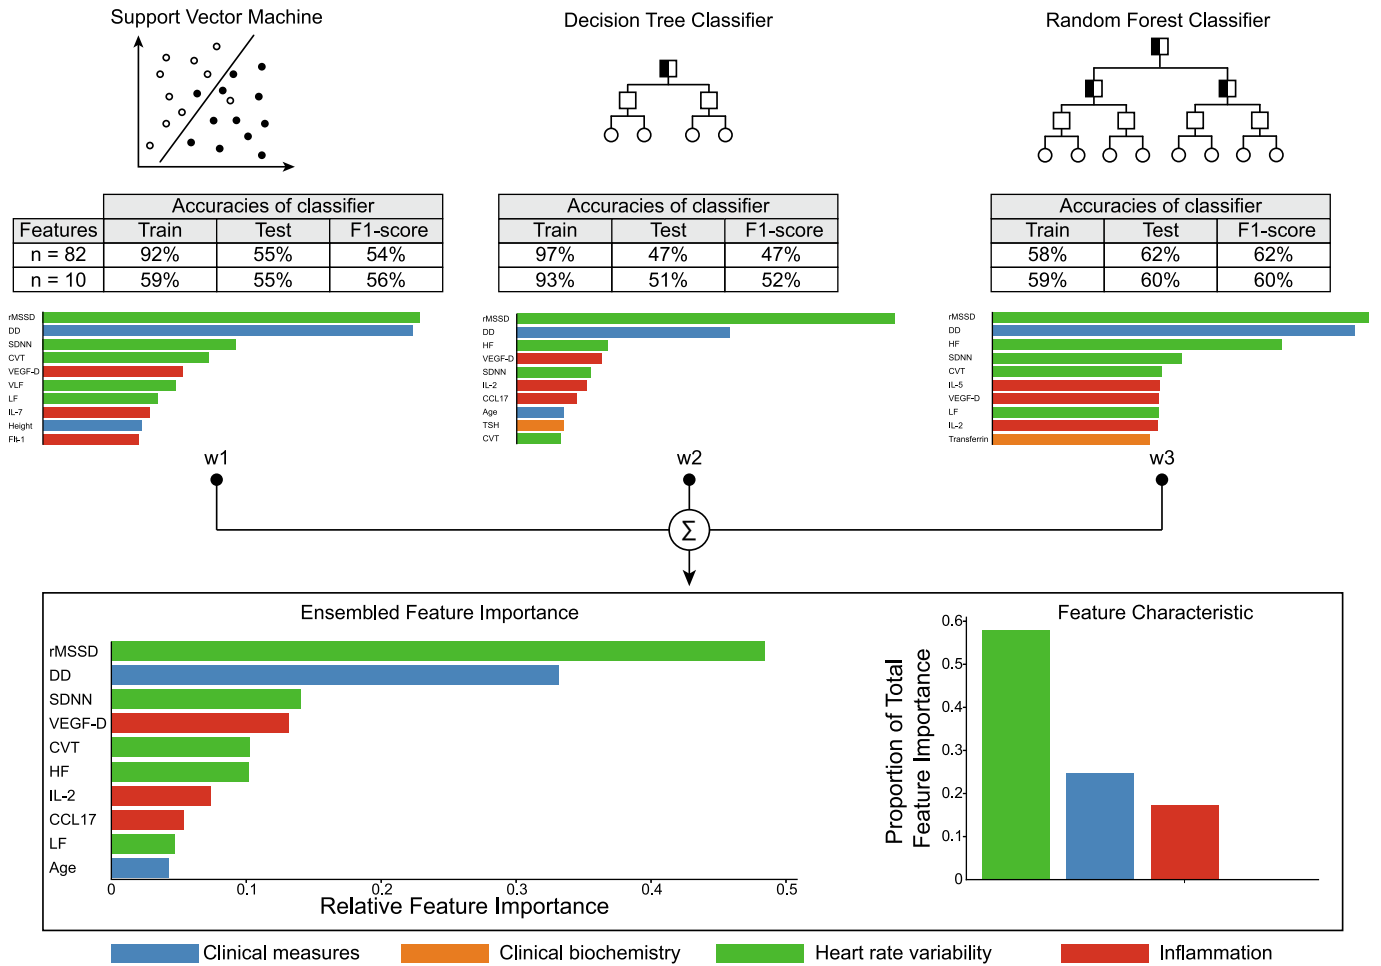 Support Vector Machine
Decision Tree Classifier
Random Forest Classifier
Accuracies of classifier
Features Train Test F1-score
n = 82 92% 55% 54%
n = 10 59% 55% 56%
Accuracies of classifier
Train Test F1-score
97% 47% 47%
93% 51% 52%
Accuracies of classifier
Train Test F1-score
58% 62% 62%
59% 60% 60%
rMSSD
DD
SDNN
CVT
VEGF-D
VLF
LF
IL-7
Height
Flt-1
rMSSD
DD
HF
VEGF-D
SDNN
IL-2
CCL17
Age
TSH
CVT
rMSSD
DD
HF
SDNN
CVT
IL-5
VEGF-D
LF
IL-2
Transferrin
w1
w2
w3
Σ
Ensembled Feature Importance
rMSSD
DD
SDNN
VEGF-D
CVT
HF
IL-2
CCL17
LF
Age
0 0.1 0.2 0.3 0.4 0.5
Relative Feature Importance
Feature Characteristic
Proportion of Total
Feature Importance
0.6
0.5
0.4
0.3
0.2
0.1
0
Clinical measures
Clinical biochemistry
Heart rate variability
Inflammation